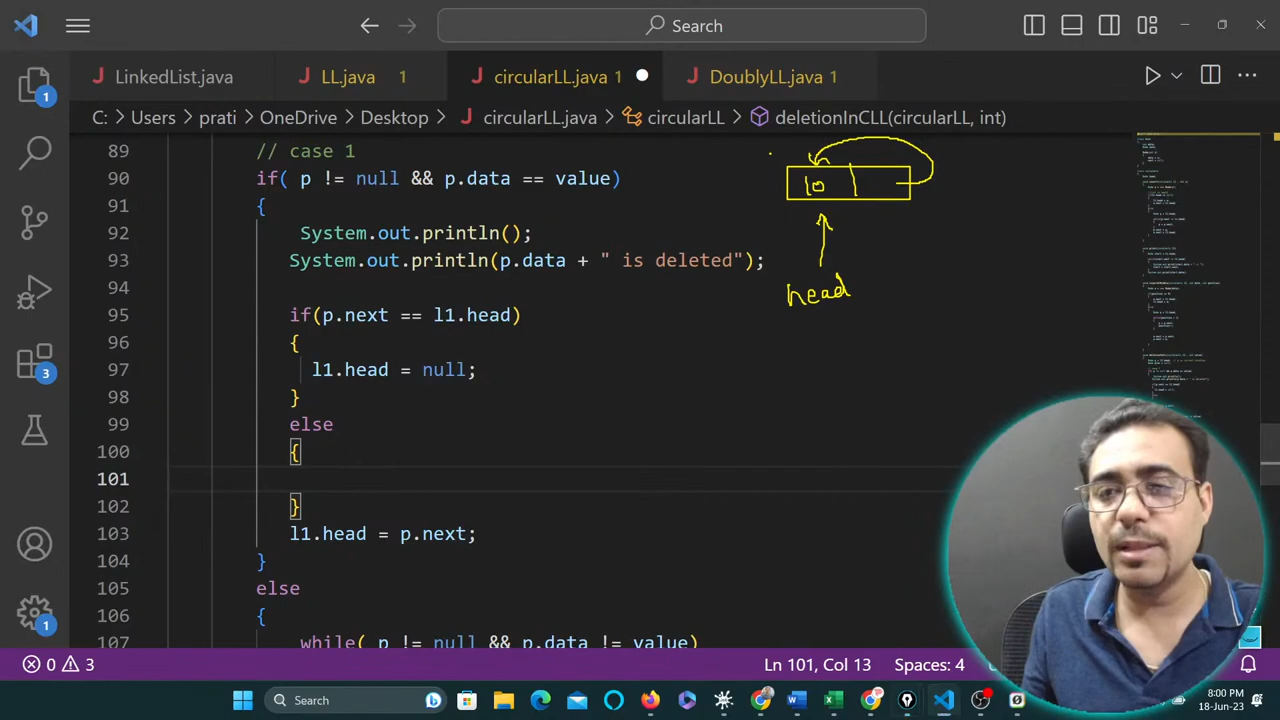 Search
LinkedList.java
LL.java 1
circularLL.java 1
DoublyLL.java 1
C: > Users > prati > OneDrive > Desktop > circularLL.java > circularLL > deletionInCLL(circularLL, int)
89 // case 1
90 if( p != null && p.data == value)
91 {
92 System.out.println();
93 System.out.println(p.data + " is deleted");
94
95 if(p.next == l1.head)
96 {
97 l1.head = null;
98 }
99 else
100 {
101
102 }
103 l1.head = p.next;
104 }
105 else
106 {
107 while( p != null && p.data != value)
10
head
1
3
1
0 3
Ln 101, Col 13
Spaces: 4
Search
8:00 PM
18-Jun-23